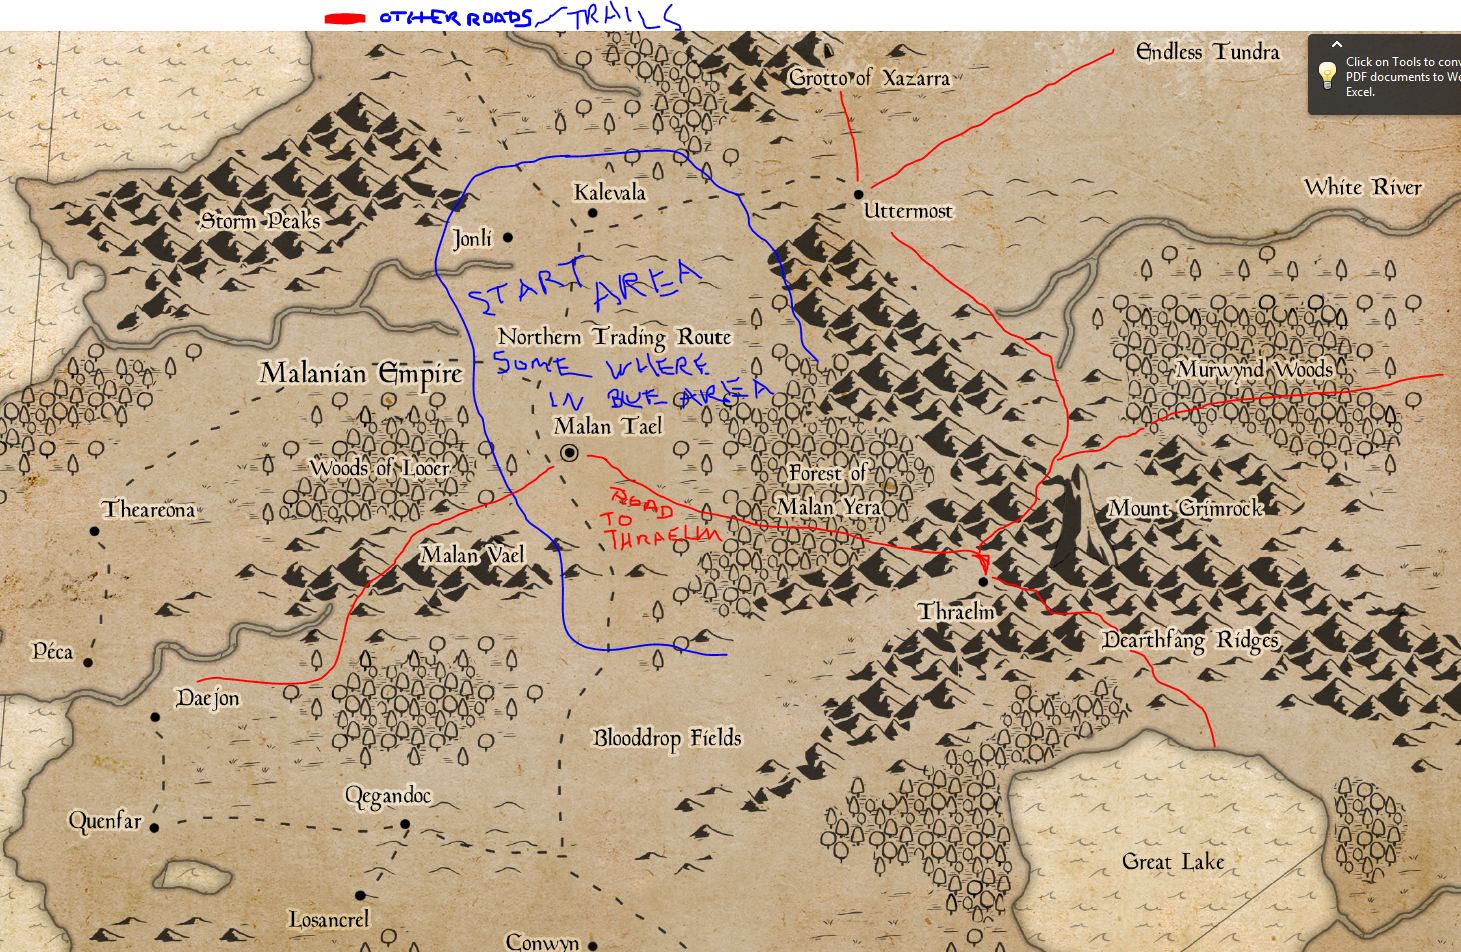 OTHER ROADS/TRAILS
Endless Tundra
Grotto of Xazarra
Click on Tools to con
PDF documents to Wo
Excel.
White River
Kalevala
Uttermost
Storm Peaks
Jonli
START AREA
Northern Trading Route
SOME WHERE
IN BUE AREA
Malanian Empire
Murwynd Woods
Malan Tael
Woods of Looer
Forest of
Malan Yera
Theareona
ROAD
TO
THRAELIN
Mount Grimrock
Malan Vael
Thraelin
Dearthfang Ridges
Péca
Daejon
Blooddrop Fields
Qegandoc
Quenfar
Great Lake
Losancrel
Conwyn